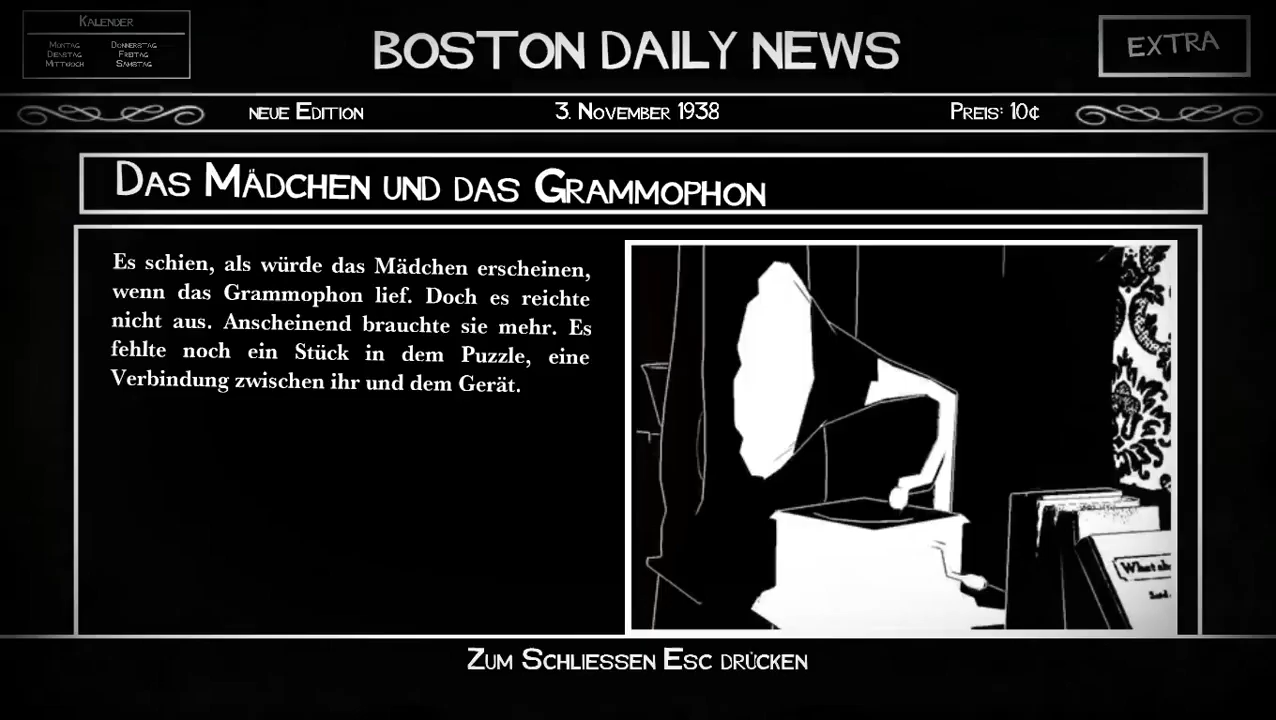 Kalender
Montag Donnerstag
Dienstag Freitag
Mittwoch Samstag
BOSTON DAILY NEWS
EXTRA
neue Edition
3. November 1938
Preis: 10¢
Das Mädchen und das Grammophon
Es schien, als würde das Mädchen erscheinen,
wenn das Grammophon lief. Doch es reichte
nicht aus. Anscheinend brauchte sie mehr. Es
fehlte noch ein Stück in dem Puzzle, eine
Verbindung zwischen ihr und dem Gerät.
What
Zum Schliessen Esc drücken